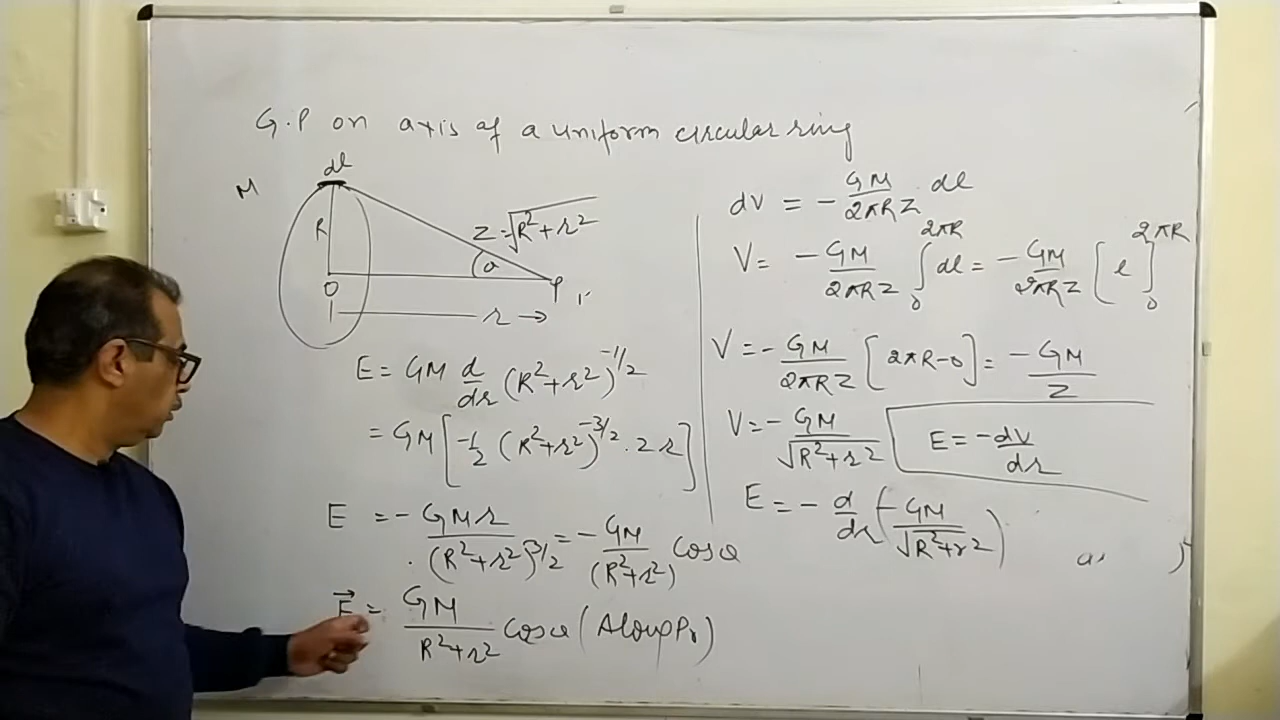 G.P on axis of a uniform circular ring
M
dl
R
Z = √R²+r²
α
O
P
r →
E = GM d/dr (R²+r²)^-1/2
= GM [-1/2 (R²+r²)^-3/2 . 2r]
E = - GMr/(R²+r²)^3/2 = - GM/(R²+r²) Cosα
E⃗ = GM/R²+r² Cosα (Along P
dV = - GM/2πRZ dl
V = - GM/2πRZ ∫₀^2πR dl = - GM/2πRZ [l]₀^2πR
V = - GM/2πRZ [2πR-0] = - GM/Z
V = - GM/√R²+r²
E = -dV/dr
E = - d/dr (- GM/√R²+r²)